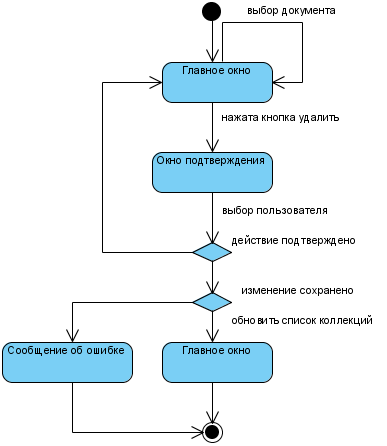 выбор документа
Главное окно
нажата кнопка удалить
Окно подтверждения
выбор пользователя
действие подтверждено
изменение сохранено
обновить список коллекций
Сообщение об ошибке
Главное окно